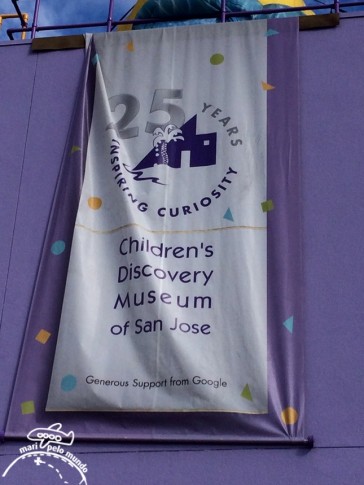 25 YEARS
INSPIRING CURIOSITY
Children's
Discovery
Museum
of San Jose
Generous Support from Google
mari pelo mundo